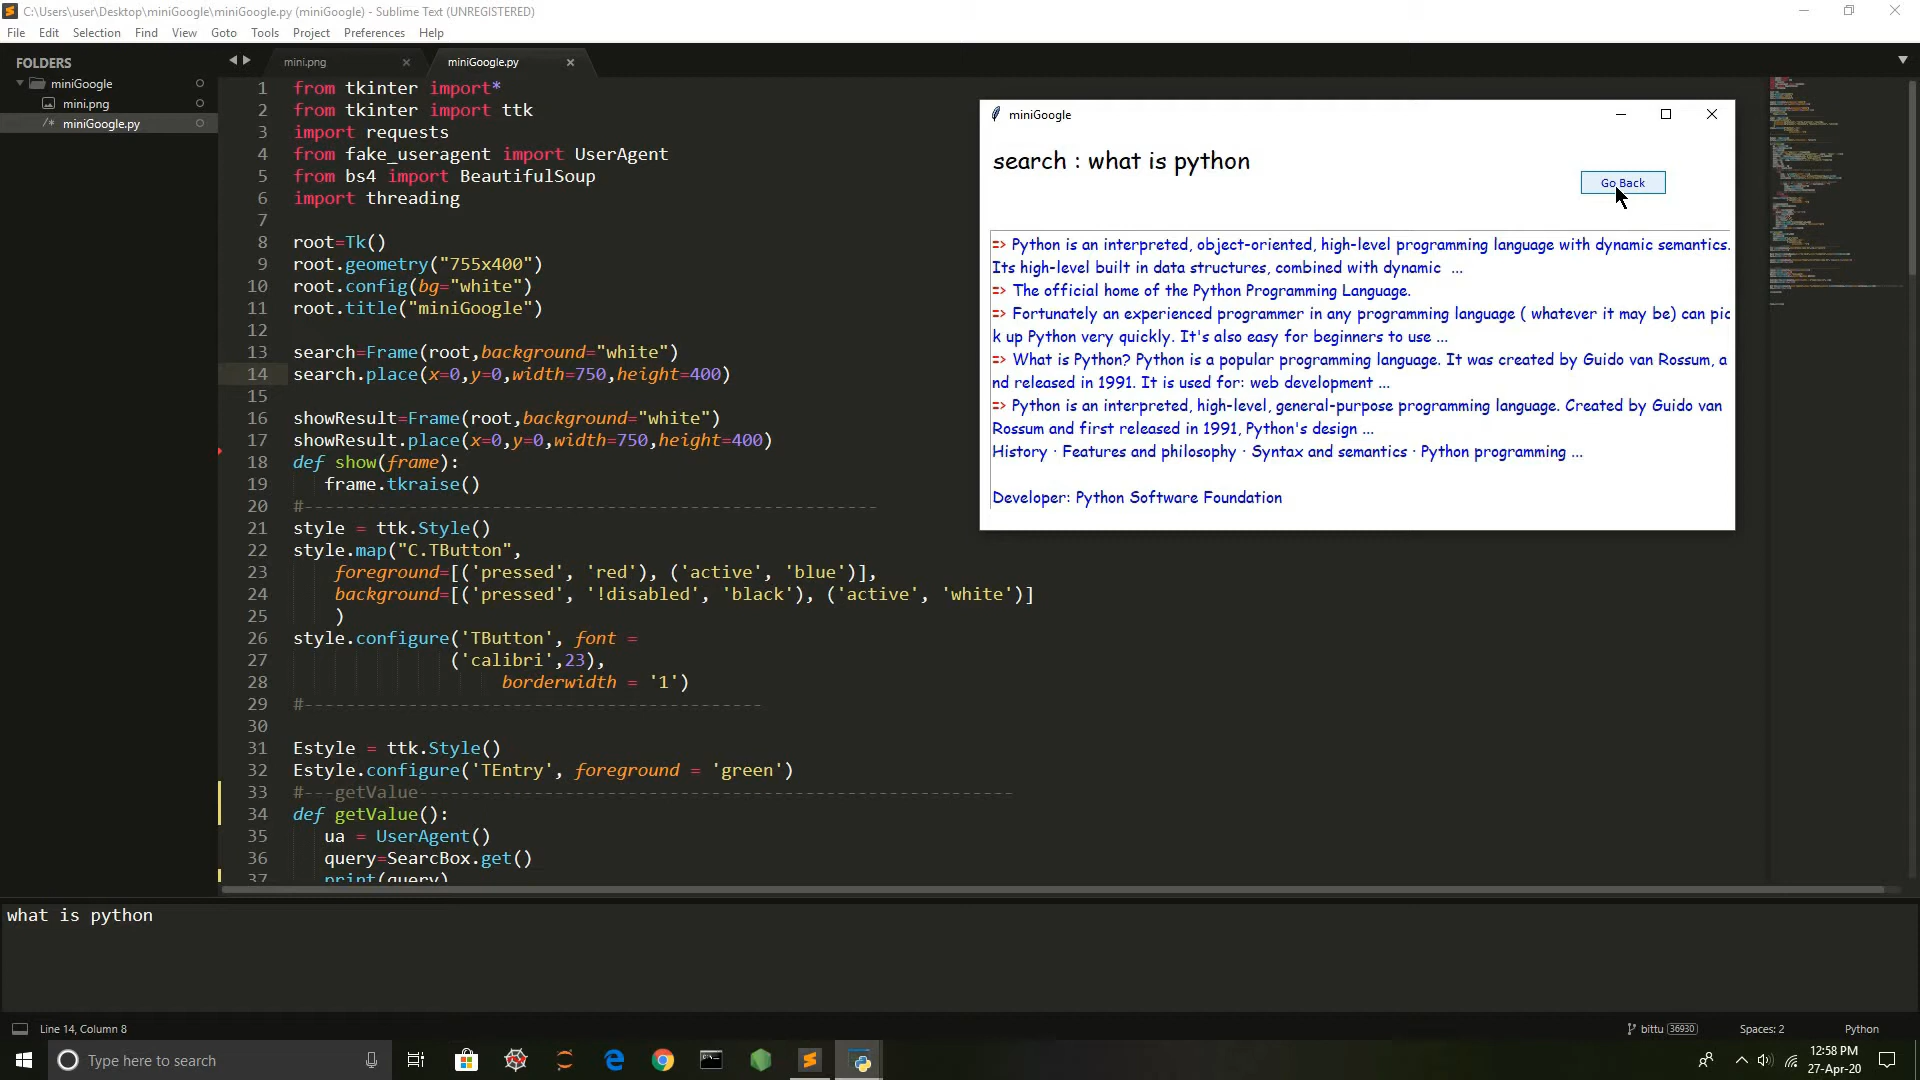 C:\Users\user\Desktop\miniGoogle\miniGoogle.py (miniGoogle) - Sublime Text (UNREGISTERED)
File Edit Selection Find View Goto Tools Project Preferences Help
FOLDERS
miniGoogle
mini.png
/* miniGoogle.py
mini.png
miniGoogle.py
1 from tkinter import*
2 from tkinter import ttk
3 import requests
4 from fake_useragent import UserAgent
5 from bs4 import BeautifulSoup
6 import threading
7
8 root=Tk()
9 root.geometry("755x400")
10 root.config(bg="white")
11 root.title("miniGoogle")
12
13 search=Frame(root,background="white")
14 search.place(x=0,y=0,width=750,height=400)
15
16 showResult=Frame(root,background="white")
17 showResult.place(x=0,y=0,width=750,height=400)
18 def show(frame):
19 frame.tkraise()
20 #-------------------------------------------------------
21 style = ttk.Style()
22 style.map("C.TButton",
23 foreground=[('pressed', 'red'), ('active', 'blue')],
24 background=[('pressed', '!disabled', 'black'), ('active', 'white')]
25 )
26 style.configure('TButton', font =
27 ('calibri',23),
28 borderwidth = '1')
29 #--------------------------------------------
30
31 Estyle = ttk.Style()
32 Estyle.configure('TEntry', foreground = 'green')
33 #---getValue---------------------------------------------------------
34 def getValue():
35 ua = UserAgent()
36 query=SearcBox.get()
37 print(query)
miniGoogle
search : what is python
Go Back
=> Python is an interpreted, object-oriented, high-level programming language with dynamic semantics.
Its high-level built in data structures, combined with dynamic ...
=> The official home of the Python Programming Language.
=> Fortunately an experienced programmer in any programming language ( whatever it may be) can pic
k up Python very quickly. It's also easy for beginners to use ...
=> What is Python? Python is a popular programming language. It was created by Guido van Rossum, a
nd released in 1991. It is used for: web development ...
=> Python is an interpreted, high-level, general-purpose programming language. Created by Guido van
Rossum and first released in 1991, Python's design ...
History · Features and philosophy · Syntax and semantics · Python programming ...
Developer: Python Software Foundation
what is python
Line 14, Column 8
bittu 36930
Spaces: 2
Python
Type here to search
12:58 PM
27-Apr-20